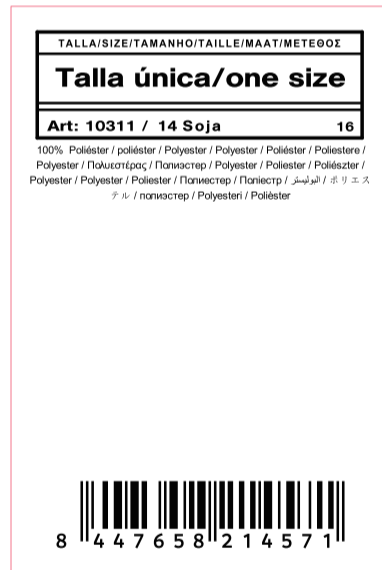 TALLA/SIZE/TAMANHO/TAILLE/MAAT/ΜΕΤΕΘΟΣ
Talla única/one size
Art: 10311 / 14 Soja 16
100% Poliéster / poliéster / Polyester / Polyester / Poliéster / Poliestere /
Polyester / Πολυεστέρας / Полиэстер / Polyester / Poliester / Poliészter /
Polyester / Polyester / Poliester / Полиестер / Поліестр / البوليستر / ポリエス
テル / полиэстер / Polyesteri / Polièster
8 447658 214571